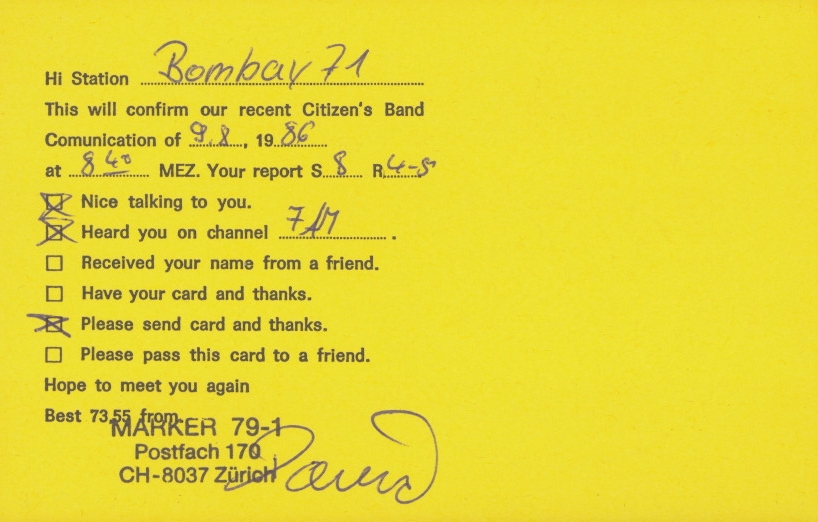 Hi Station Bombay 71
This will confirm our recent Citizen's Band
Comunication of 9.8., 1986
at 8 40 MEZ. Your report S 8 R 4-5
Nice talking to you.
Heard you on channel 7
Received your name from a friend.
Have your card and thanks.
Please send card and thanks.
Please pass this card to a friend.
Hope to meet you again
Best 73,55 from
MARKER 79-1
Postfach 170
CH-8037 Zürich